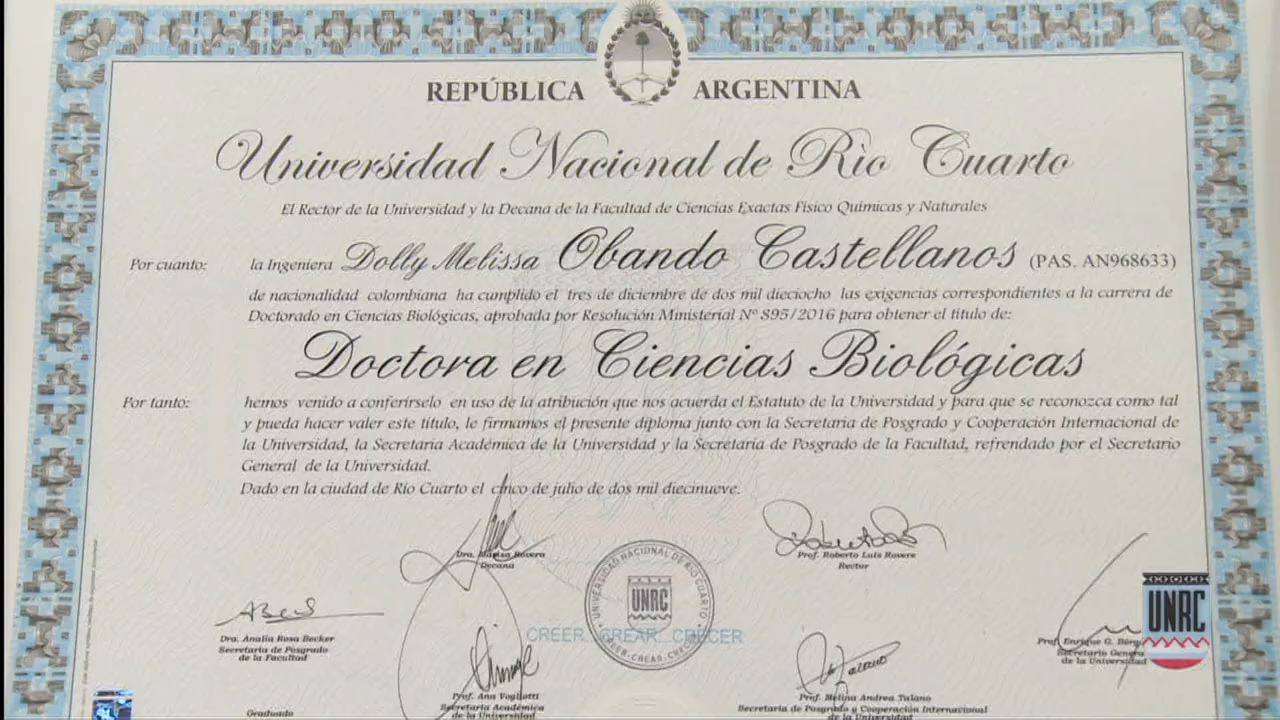 REPÚBLICA ARGENTINA
Universidad Nacional de Río Cuarto
El Rector de la Universidad y la Decana de la Facultad de Ciencias Exactas Físico Químicas y Naturales
Por cuanto: la Ingeniera Dolly Melissa Obando Castellanos (PAS. AN968633)
de nacionalidad colombiana ha cumplido el tres de diciembre de dos mil dieciocho las exigencias correspondientes a la carrera de
Doctorado en Ciencias Biológicas, aprobada por Resolución Ministerial Nº 895/2016 para obtener el título de:
Doctora en Ciencias Biológicas
Por tanto: hemos venido a conferírselo en uso de la atribución que nos acuerda el Estatuto de la Universidad y para que se reconozca como tal
y pueda hacer valer este título, le firmamos el presente diploma junto con la Secretaría de Posgrado y Cooperación Internacional de
la Universidad, la Secretaria Académica de la Universidad y la Secretaria de Posgrado de la Facultad, refrendado por el Secretario
General de la Universidad.
Dado en la ciudad de Río Cuarto el cinco de julio de dos mil diecinueve.
Dra. Marisa Rovera
Decana
Prof. Roberto Luis Rovere
Rector
UNIVERSIDAD NACIONAL DE RÍO CUARTO
UNRC
CREER-CREAR-CRECER
CREER... CREAR... CRECER
Dra. Analía Rosa Becker
Secretaria de Posgrado
de la Facultad
Prof. Enrique G.
Secretario General
de la Universidad
UNRC
Prof. Ana Vogliotti
Secretaria Académica
de la Universidad
Prof. Melina Andrea Talano
Secretaria de Posgrado y Cooperación Internacional
de la Universidad
Graduado